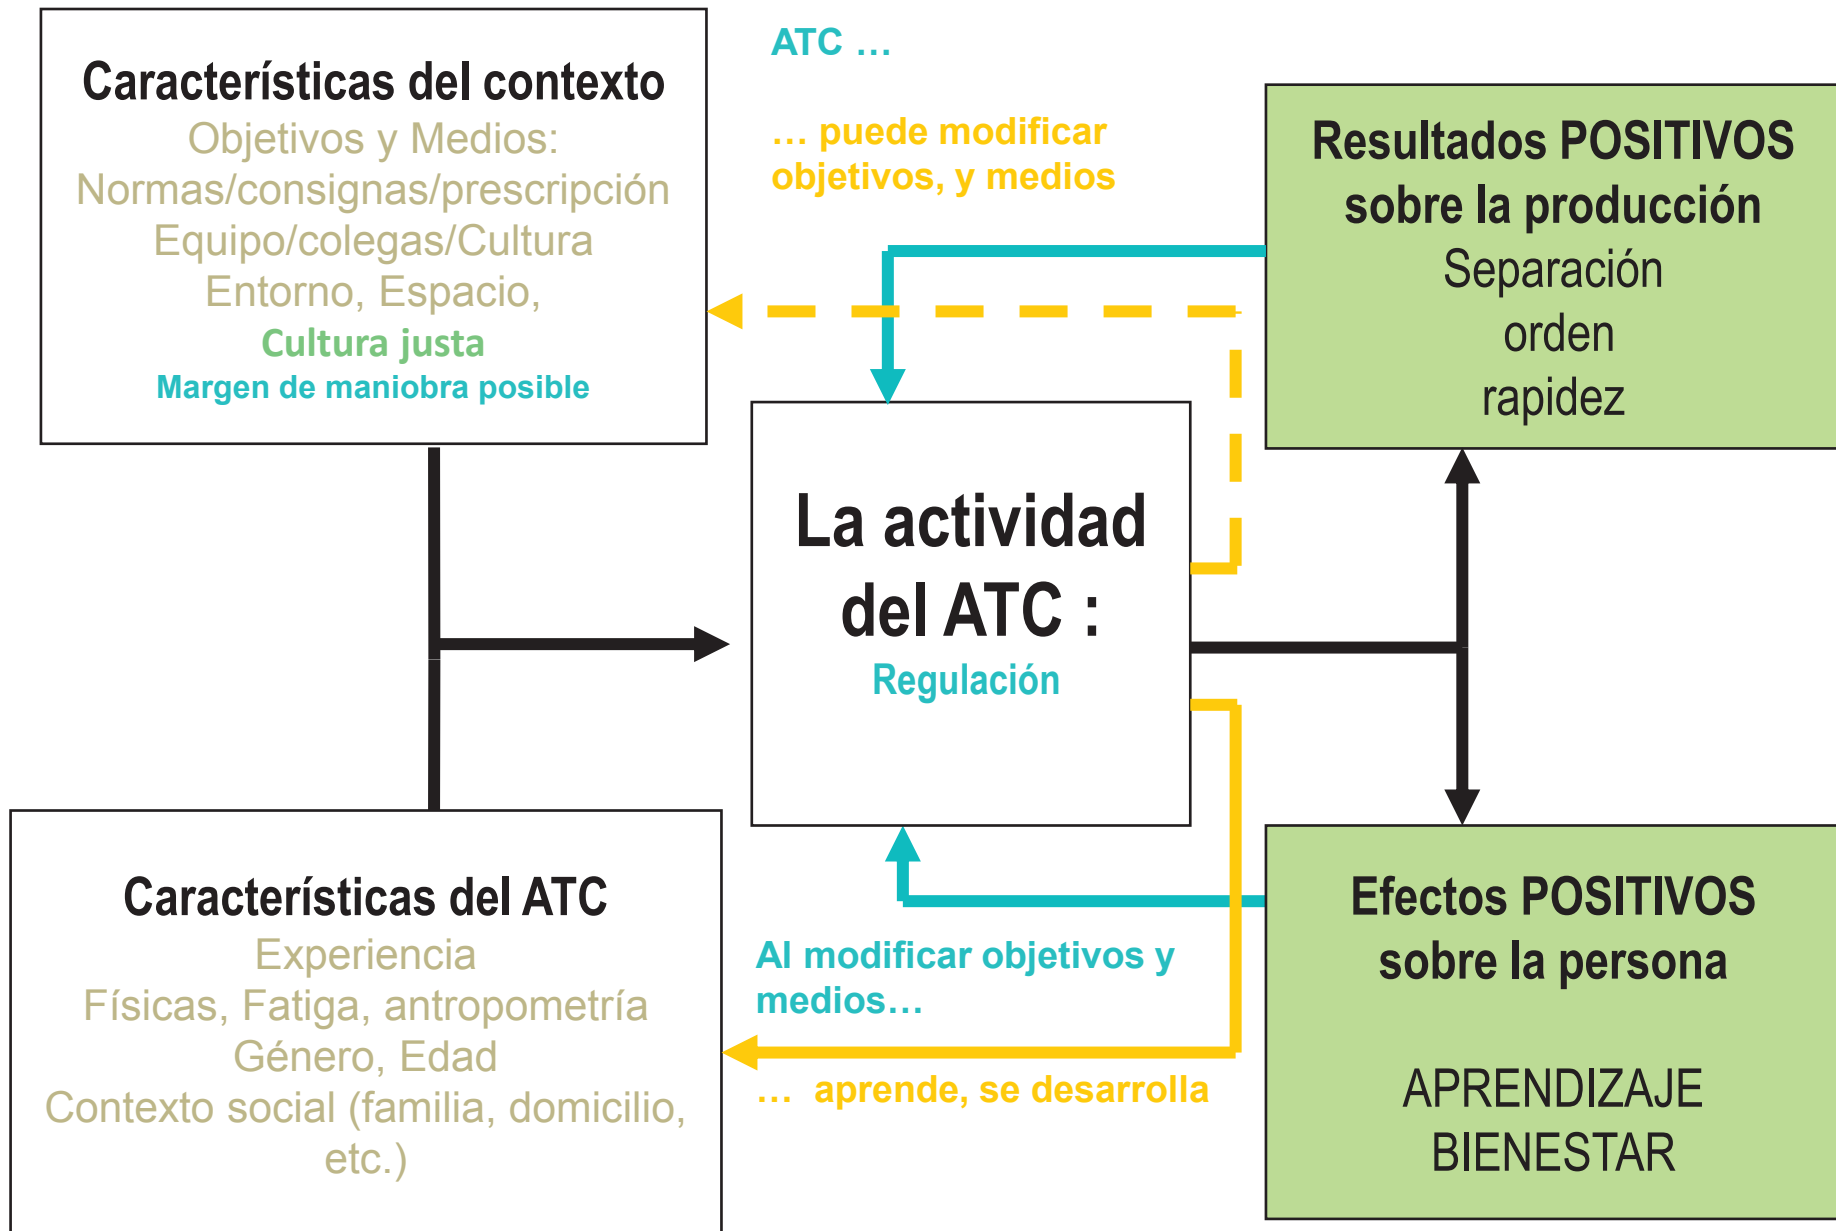 Características del contexto
Objetivos y Medios:
Normas/consignas/prescripción
Equipo/colegas/Cultura
Entorno, Espacio,
Cultura justa
Margen de maniobra posible
ATC …
… puede modificar
objetivos, y medios
Resultados POSITIVOS
sobre la producción
Separación
orden
rapidez
La actividad
del ATC :
Regulación
Características del ATC
Experiencia
Físicas, Fatiga, antropometría
Género, Edad
Contexto social (familia, domicilio,
etc.)
Al modificar objetivos y
medios…
… aprende, se desarrolla
Efectos POSITIVOS
sobre la persona
APRENDIZAJE
BIENESTAR